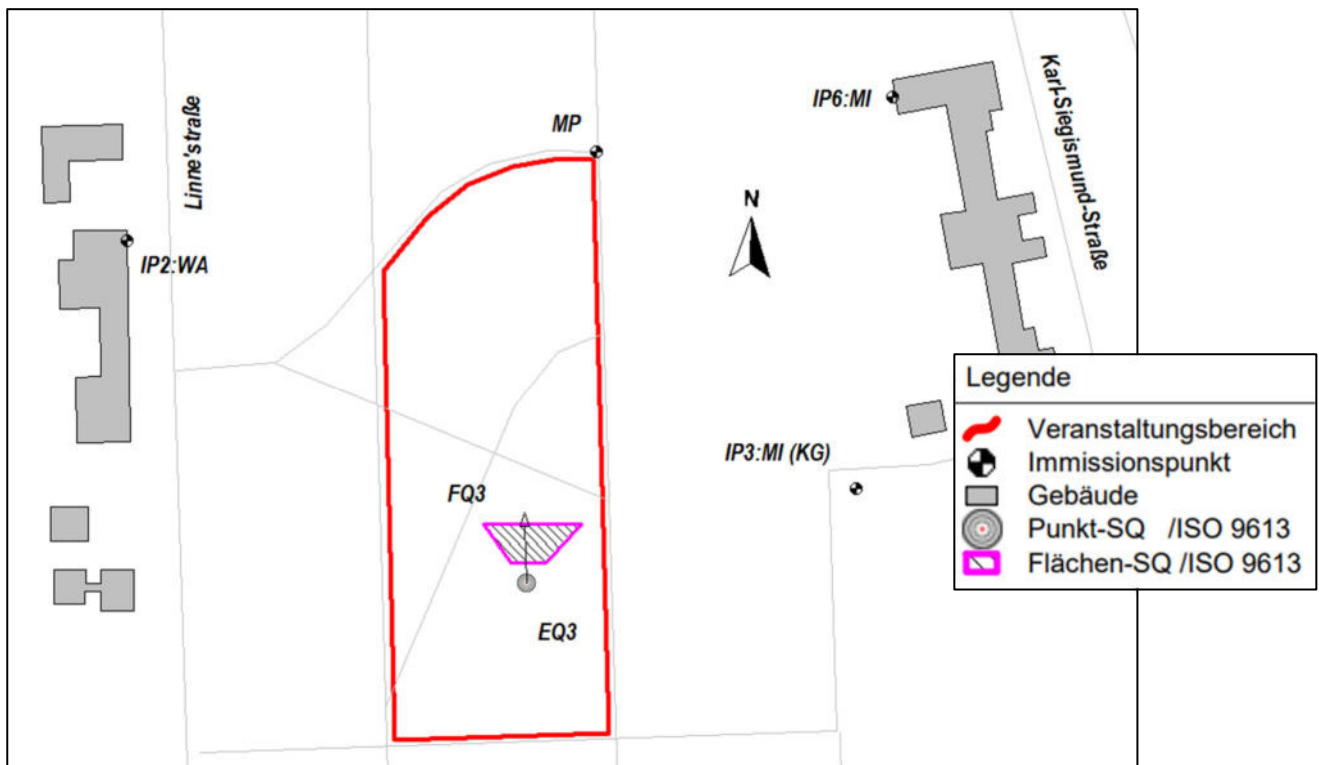 Linne'straße
MP
IP6:MI
Karl-Siegismund-Straße
N
IP2:WA
IP3:MI (KG)
FQ3
EQ3
Legende
Veranstaltungsbereich
Immissionspunkt
Gebäude
Punkt-SQ /ISO 9613
Flächen-SQ /ISO 9613